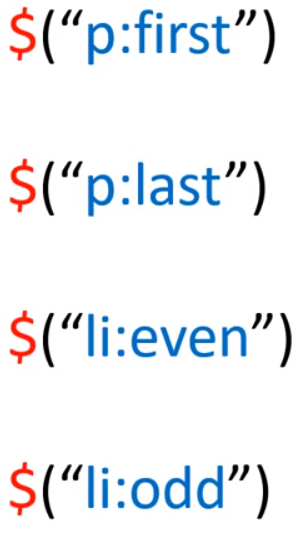 $(“p:first”)
$(“p:last”)
$(“li:even”)
$(“li:odd”)